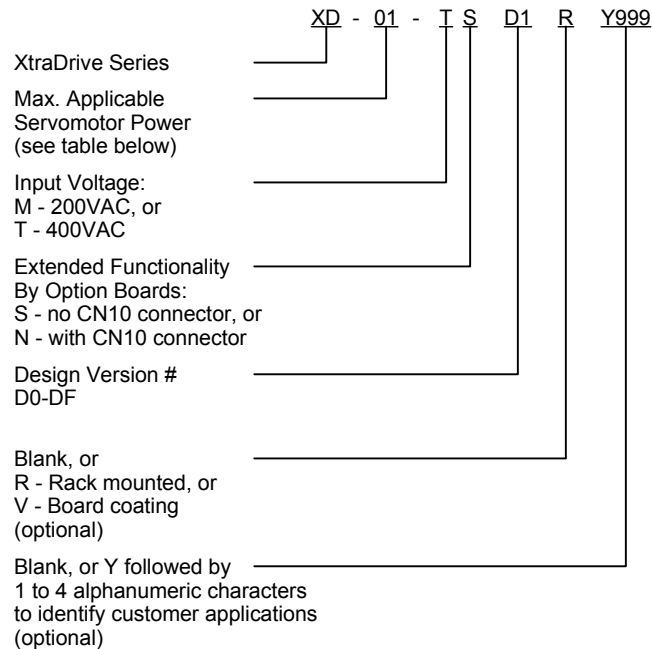 XD - 01 - T S D1 R Y999
XtraDrive Series
Max. Applicable
Servomotor Power
(see table below)
Input Voltage:
M - 200VAC, or
T - 400VAC
Extended Functionality
By Option Boards:
S - no CN10 connector, or
N - with CN10 connector
Design Version #
D0-DF
Blank, or
R - Rack mounted, or
V - Board coating
(optional)
Blank, or Y followed by
1 to 4 alphanumeric characters
to identify customer applications
(optional)